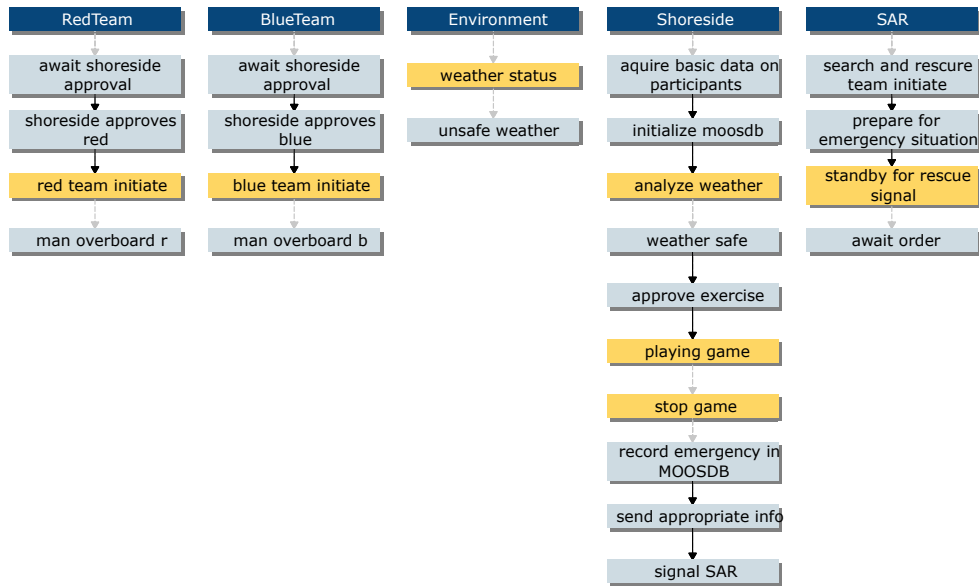 RedTeam
await shoreside
approval
shoreside approves
red
red team initiate
man overboard r
BlueTeam
await shoreside
approval
shoreside approves
blue
blue team initiate
man overboard b
Environment
weather status
unsafe weather
Shoreside
aquire basic data on
participants
initialize moosdb
analyze weather
weather safe
approve exercise
playing game
stop game
record emergency in
MOOSDB
send appropriate info
signal SAR
SAR
search and rescure
team initiate
prepare for
emergency situation
standby for rescue
signal
await order